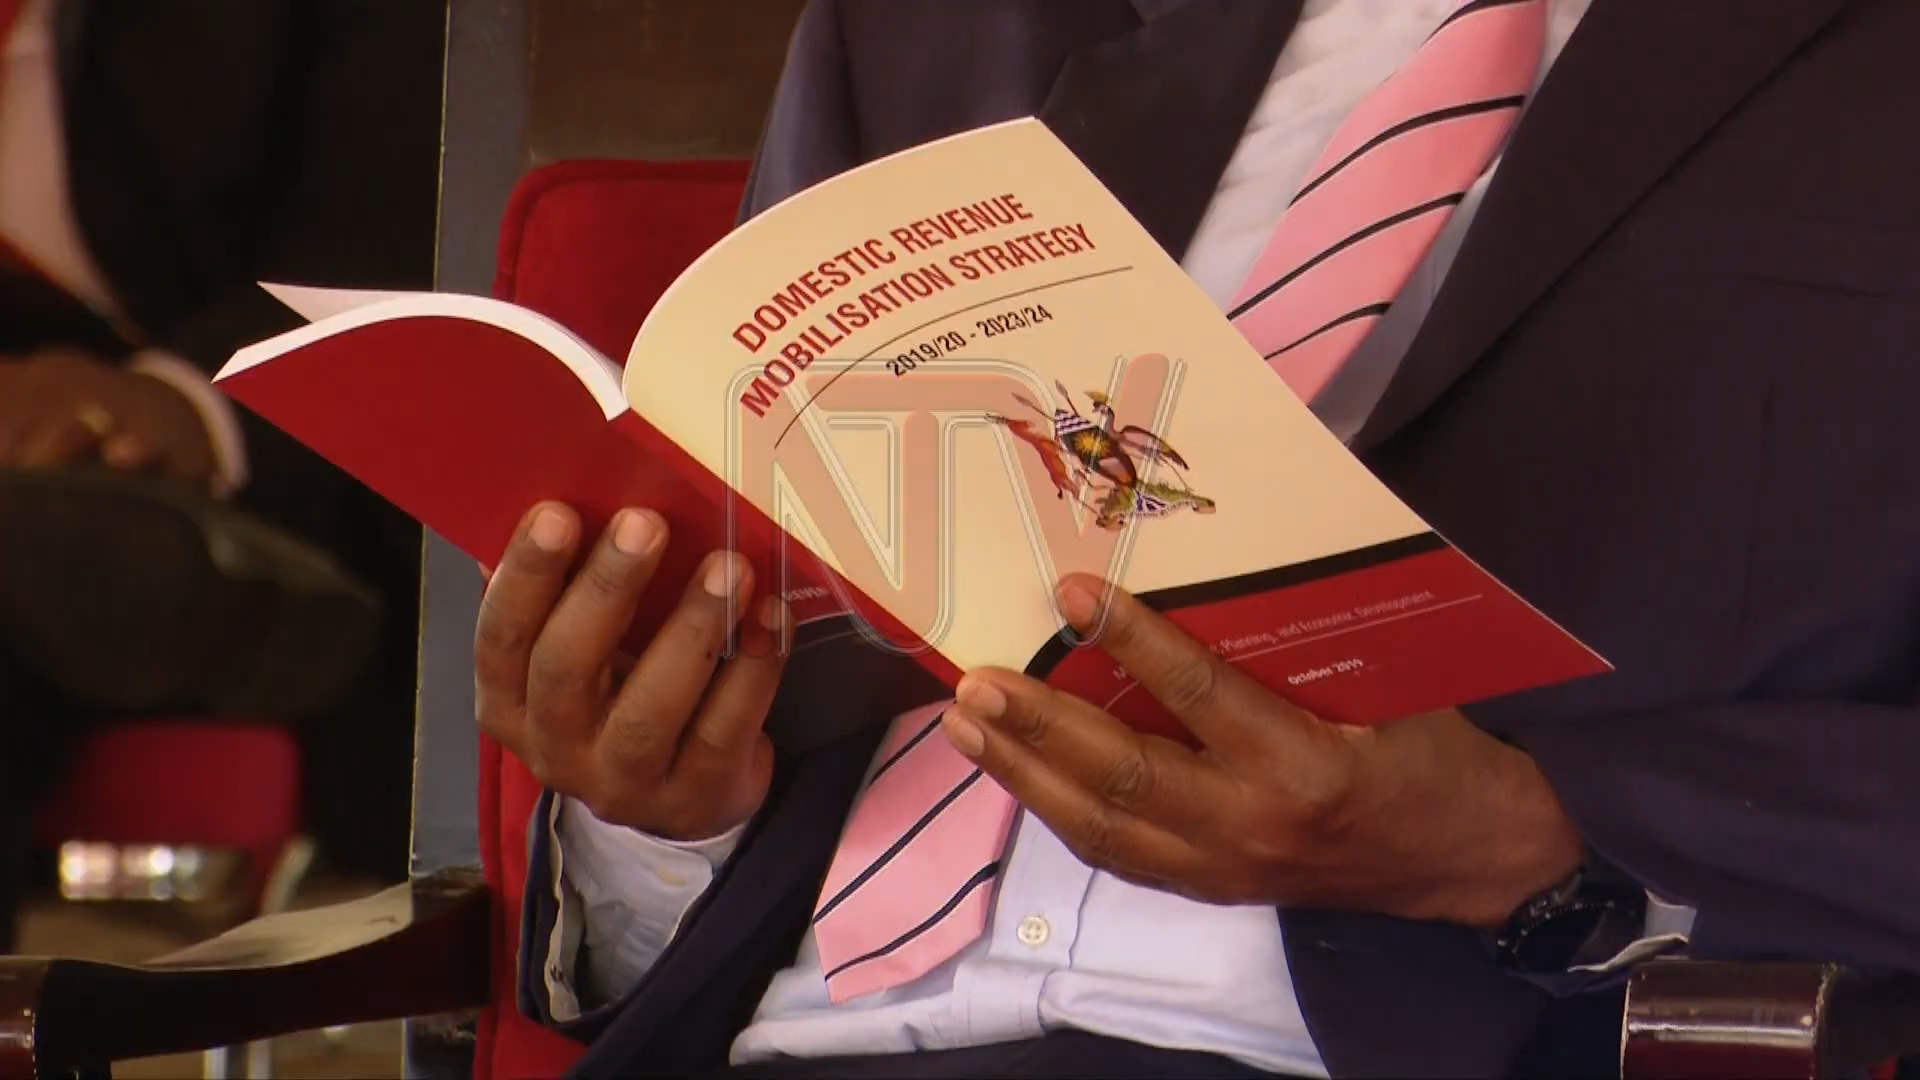 DOMESTIC REVENUE
MOBILISATION STRATEGY
2019/20 - 2023/24
NTV
Planning, and Economic Development
October 2019